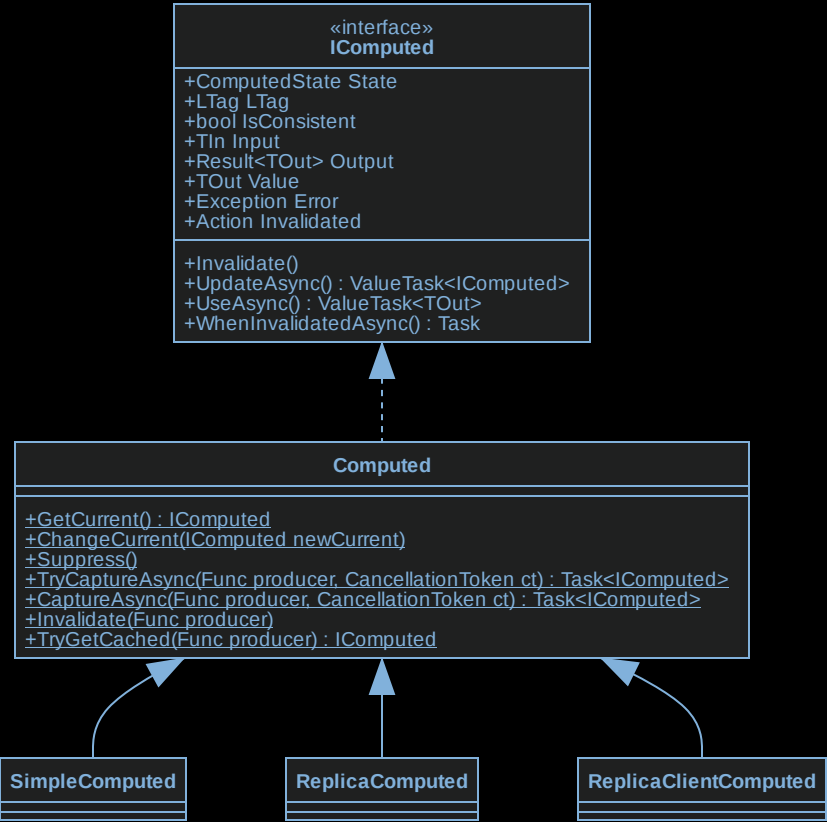 «interface»
IComputed
+ComputedState State
+LTag LTag
+bool IsConsistent
+TIn Input
+Result<TOut> Output
+TOut Value
+Exception Error
+Action Invalidated
+Invalidate()
+UpdateAsync() : ValueTask<IComputed>
+UseAsync() : ValueTask<TOut>
+WhenInvalidatedAsync() : Task
Computed
+GetCurrent() : IComputed
+ChangeCurrent(IComputed newCurrent)
+Suppress()
+TryCaptureAsync(Func producer, CancellationToken ct) : Task<IComputed>
+CaptureAsync(Func producer, CancellationToken ct) : Task<IComputed>
+Invalidate(Func producer)
+TryGetCached(Func producer) : IComputed
SimpleComputed
ReplicaComputed
ReplicaClientComputed